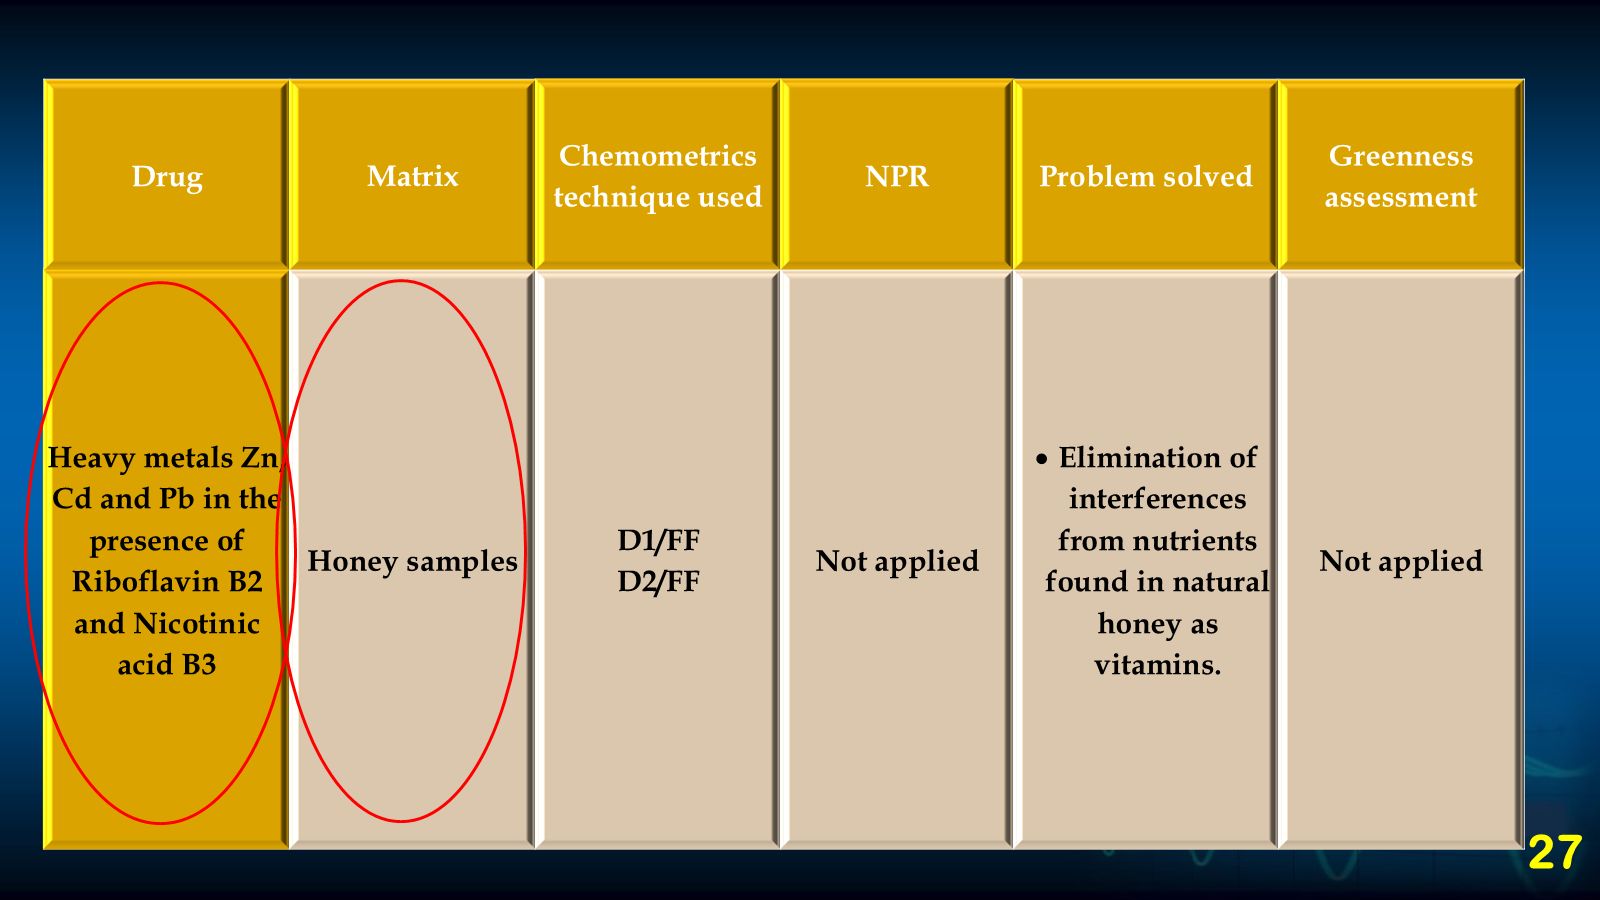 Drug
Matrix
Chemometrics
technique used
NPR
Problem solved
Greenness
assessment
Heavy metals Zn,
Cd and Pb in the
presence of
Riboflavin B2
and Nicotinic
acid B3
Honey samples
D1/FF
D2/FF
Not applied
• Elimination of
interferences
from nutrients
found in natural
honey as
vitamins.
Not applied
27